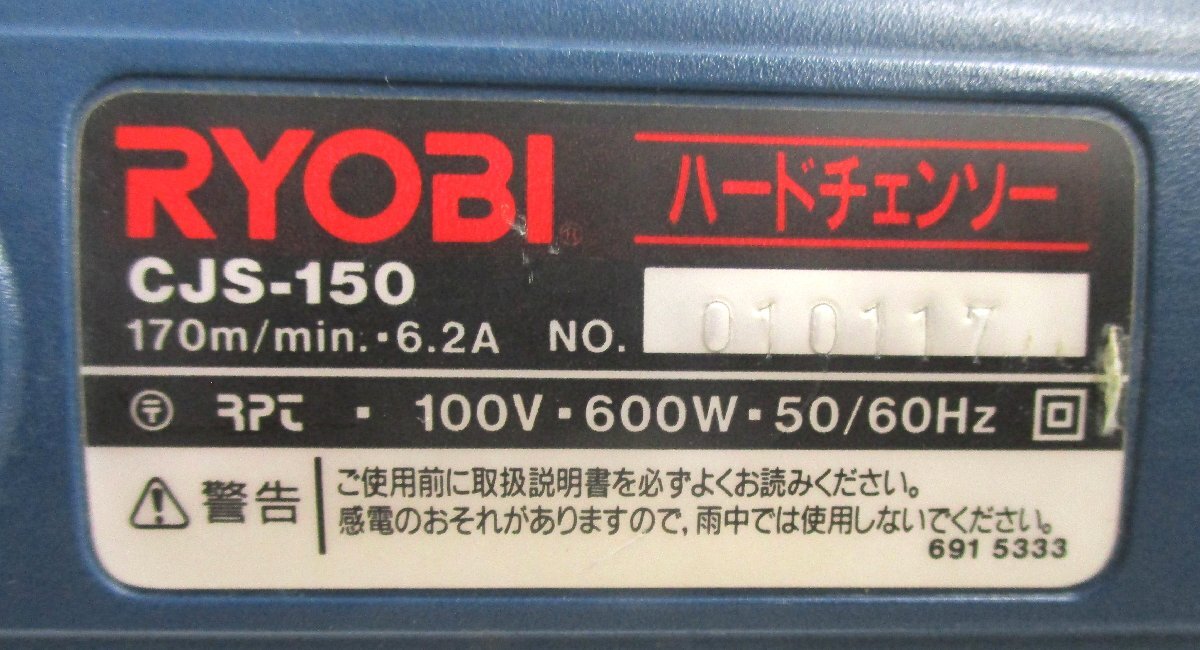 RYOBI®
ハードチェンソー
CJS-150
170m/min.・6.2A NO. 010117
RPT ・ 100V・600W・50/60Hz
警告
ご使用前に取扱説明書を必ずよくお読みください。
感電のおそれがありますので，雨中では使用しないでください。
691 5333